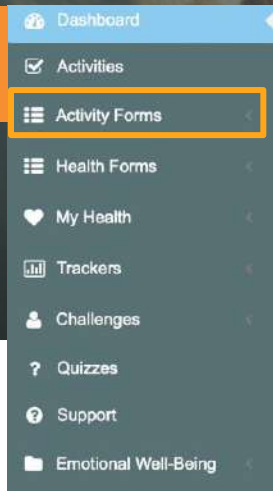 Dashboard
Activities
Activity Forms
Health Forms
My Health
Trackers
Challenges
Quizzes
Support
Emotional Well-Being